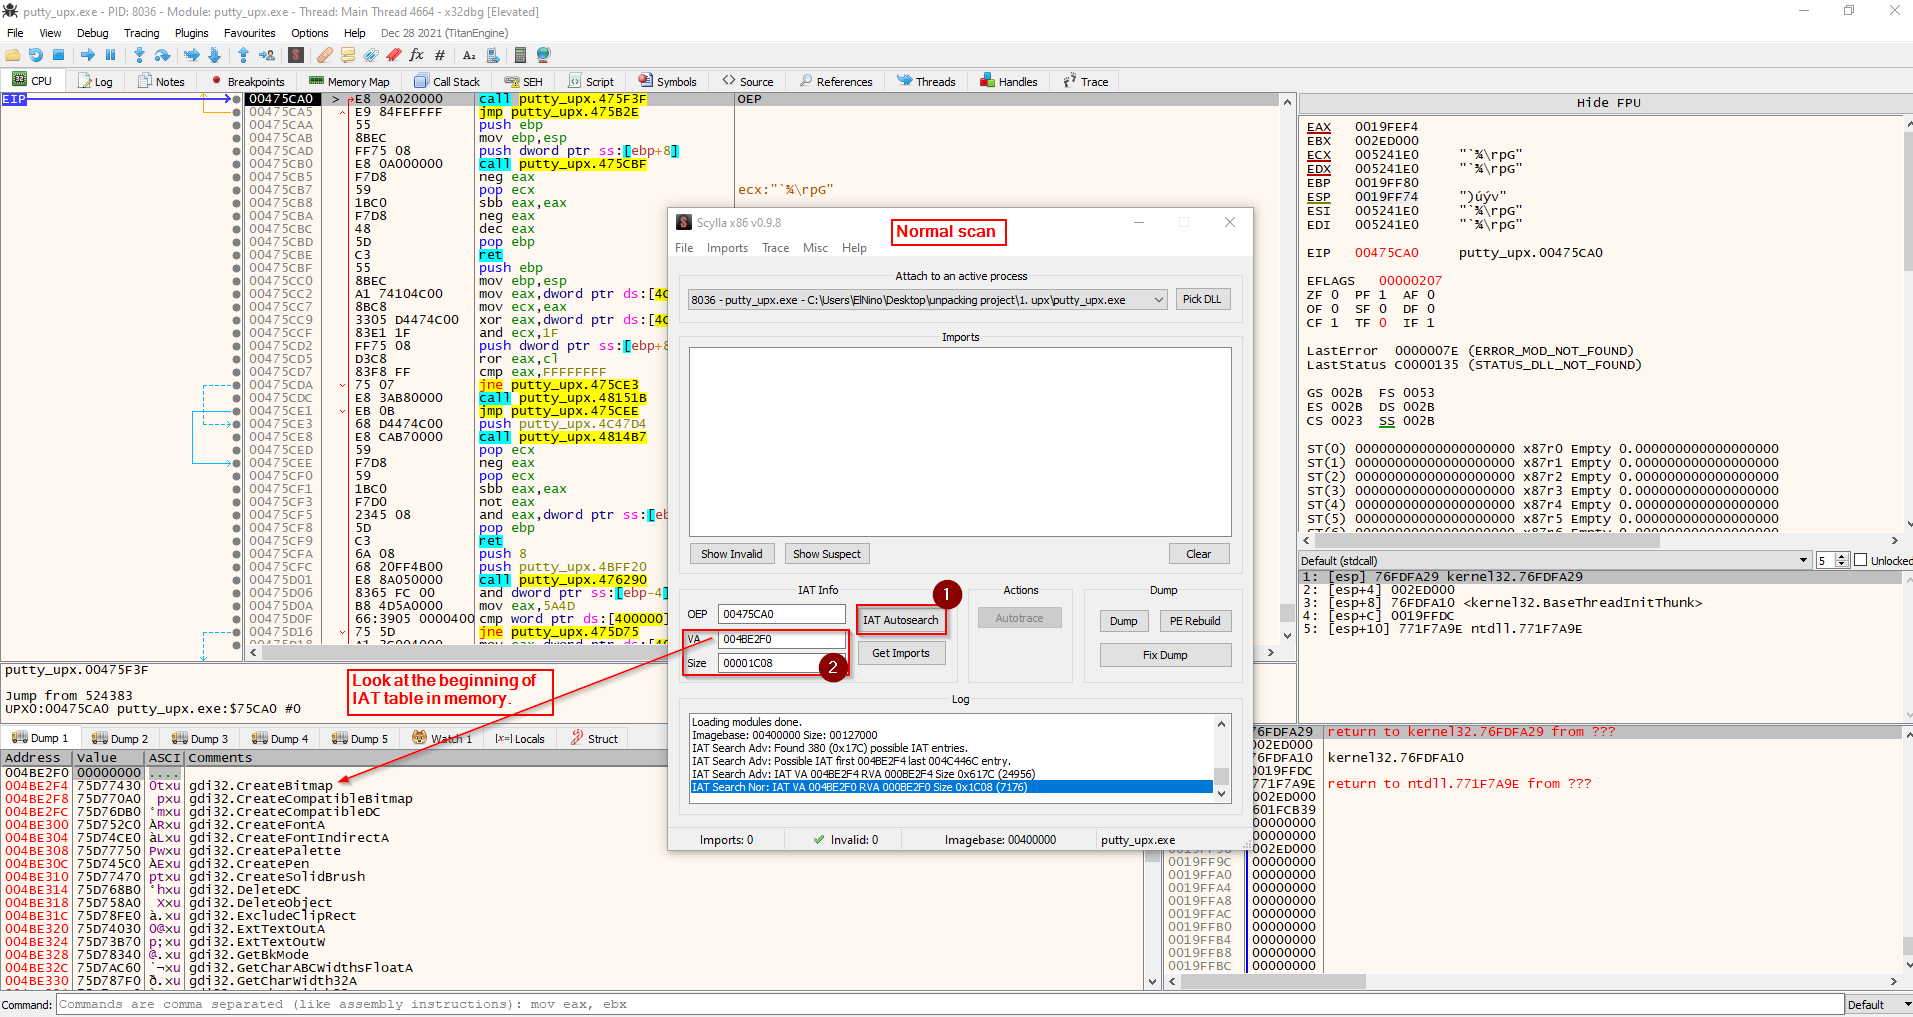 putty_upx.exe - PID: 8036 - Module: putty_upx.exe - Thread: Main Thread 4664 - x32dbg [Elevated]
File View Debug Tracing Plugins Favourites Options Help Dec 28 2021 (TitanEngine)
CPU Log Notes Breakpoints Memory Map Call Stack SEH Script Symbols Source References Threads Handles Trace
EIP
00475CA0 E8 9A020000 call putty_upx.475F3F OEP
00475CA5 E9 84FEFFFF jmp putty_upx.475B2E
00475CAA 55 push ebp
00475CAB 8BEC mov ebp,esp
00475CAD FF75 08 push dword ptr ss:[ebp+8]
00475CB0 E8 0A000000 call putty_upx.475CBF
00475CB5 F7D8 neg eax
00475CB7 59 pop ecx ecx:"`¾\rpG"
00475CB8 1BC0 sbb eax,eax
00475CBA F7D8 neg eax
00475CBC 48 dec eax
00475CBD 5D pop ebp
00475CBE C3 ret
00475CBF 55 push ebp
00475CC0 8BEC mov ebp,esp
00475CC2 A1 74104C00 mov eax,dword ptr ds:[4C
00475CC7 8BC8 mov ecx,eax
00475CC9 3305 D4474C00 xor eax,dword ptr ds:[4C
00475CCF 83E1 1F and ecx,1F
00475CD2 FF75 08 push dword ptr ss:[ebp+8
00475CD5 D3C8 ror eax,cl
00475CD7 83F8 FF cmp eax,FFFFFFFF
00475CDA 75 07 jne putty_upx.475CE3
00475CDC E8 3AB80000 call putty_upx.48151B
00475CE1 EB 0B jmp putty_upx.475CEE
00475CE3 68 D4474C00 push putty_upx.4C47D4
00475CE8 E8 CAB70000 call putty_upx.4814B7
00475CED 59 pop ecx
00475CEE F7D8 neg eax
00475CF0 59 pop ecx
00475CF1 1BC0 sbb eax,eax
00475CF3 F7D0 not eax
00475CF5 2345 08 and eax,dword ptr ss:[eb
00475CF8 5D pop ebp
00475CF9 C3 ret
00475CFA 6A 08 push 8
00475CFC 68 20FF4B00 push putty_upx.4BFF20
00475D01 E8 8A050000 call putty_upx.476290
00475D06 8365 FC 00 and dword ptr ss:[ebp-4]
00475D0A B8 4D5A0000 mov eax,5A4D
00475D0F 66:3905 0000400 cmp word ptr ds:[400000]
00475D16 75 5D jne putty_upx.475D75
putty_upx.00475F3F
Jump from 524383
UPX0:00475CA0 putty_upx.exe:$75CA0 #0
Look at the beginning of
IAT table in memory.
Scylla x86 v0.9.8
Normal scan
File Imports Trace Misc Help
Attach to an active process
8036 - putty_upx.exe - C:\Users\ElNino\Desktop\unpacking project\1. upx\putty_upx.exe
Pick DLL
Imports
Show Invalid Show Suspect Clear
IAT Info Actions Dump
1
OEP 00475CA0 IAT Autosearch Autotrace Dump PE Rebuild
VA 004BE2F0
Size 00001C08 Get Imports Fix Dump
2
Log
Loading modules done.
Imagebase: 00400000 Size: 00127000
IAT Search Adv: Found 380 (0x17C) possible IAT entries.
IAT Search Adv: Possible IAT first 004BE2F4 last 004C446C entry.
IAT Search Adv: IAT VA 004BE2F4 RVA 000BE2F4 Size 0x617C (24956)
IAT Search Nor: IAT VA 004BE2F0 RVA 000BE2F0 Size 0x1C08 (7176)
Imports: 0 Invalid: 0 Imagebase: 00400000 putty_upx.exe
Hide FPU
EAX 0019FEF4
EBX 002ED000
ECX 005241E0 "`¾\rpG"
EDX 005241E0 "`¾\rpG"
EBP 0019FF80
ESP 0019FF74 ")úýv"
ESI 005241E0 "`¾\rpG"
EDI 005241E0 "`¾\rpG"
EIP 00475CA0 putty_upx.00475CA0
EFLAGS 00000207
ZF 0 PF 1 AF 0
OF 0 SF 0 DF 0
CF 1 TF 0 IF 1
LastError 0000007E (ERROR_MOD_NOT_FOUND)
LastStatus C0000135 (STATUS_DLL_NOT_FOUND)
GS 002B FS 0053
ES 002B DS 002B
CS 0023 SS 002B
ST(0) 00000000000000000000 x87r0 Empty 0.000000000000000000
ST(1) 00000000000000000000 x87r1 Empty 0.000000000000000000
ST(2) 00000000000000000000 x87r2 Empty 0.000000000000000000
ST(3) 00000000000000000000 x87r3 Empty 0.000000000000000000
ST(4) 00000000000000000000 x87r4 Empty 0.000000000000000000
ST(5) 00000000000000000000 x87r5 Empty 0.000000000000000000
Default (stdcall) 5 Unlocked
1: [esp] 76FDFA29 kernel32.76FDFA29
2: [esp+4] 002ED000
3: [esp+8] 76FDFA10 <kernel32.BaseThreadInitThunk>
4: [esp+C] 0019FFDC
5: [esp+10] 771F7A9E ntdll.771F7A9E
Dump 1 Dump 2 Dump 3 Dump 4 Dump 5 Watch 1 [x=] Locals Struct
Address Value ASCI Comments
004BE2F0 00000000 ....
004BE2F4 75D77430 0txu gdi32.CreateBitmap
004BE2F8 75D770A0 pxu gdi32.CreateCompatibleBitmap
004BE2FC 75D76DB0 °mxu gdi32.CreateCompatibleDC
004BE300 75D752C0 ÀRxu gdi32.CreateFontA
004BE304 75D74CE0 àLxu gdi32.CreateFontIndirectA
004BE308 75D77750 Pwxu gdi32.CreatePalette
004BE30C 75D745C0 ÀExu gdi32.CreatePen
004BE310 75D77470 ptxu gdi32.CreateSolidBrush
004BE314 75D768B0 °hxu gdi32.DeleteDC
004BE318 75D758A0 Xxu gdi32.DeleteObject
004BE31C 75D78FE0 à.xu gdi32.ExcludeClipRect
004BE320 75D74030 0@xu gdi32.ExtTextOutA
004BE324 75D73B70 p;xu gdi32.ExtTextOutW
004BE328 75D78340 @.xu gdi32.GetBkMode
004BE32C 75D7AC60 `¬xu gdi32.GetCharABCWidthsFloatA
004BE330 75D787F0 ð.xu gdi32.GetCharWidth32A
76FDFA29 return to kernel32.76FDFA29 from ???
002ED000
76FDFA10 kernel32.76FDFA10
0019FFDC
771F7A9E return to ntdll.771F7A9E from ???
002ED000
601FCB39
00000000
00000000
002ED000
0019FF9C 00000000
0019FFA0 00000000
0019FFA4 00000000
0019FFA8 00000000
0019FFAC 00000000
0019FFB0 00000000
0019FFB4 00000000
0019FFB8 00000000
0019FFBC 00000000
Command: Commands are comma separated (like assembly instructions): mov eax, ebx Default